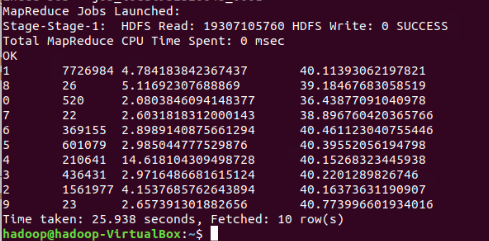 MapReduce Jobs Launched:
Stage-Stage-1: HDFS Read: 19307105760 HDFS Write: 0 SUCCESS
Total MapReduce CPU Time Spent: 0 msec
OK
1 7726984 4.784183842367437 40.11393062197821
8 26 5.11692307688869 39.18467683058519
0 520 2.0803846094148377 36.43877091040978
7 22 2.6031818312000143 38.896760420365766
6 369155 2.8989140875661294 40.461123040755446
5 601079 2.985044777529876 40.39552056194798
4 210641 14.618104309498728 40.15268323445938
3 436431 2.9716486681615124 40.2201289826746
2 1561977 4.1537685762643894 40.16373631190907
9 23 2.657391301882656 40.773996601934016
Time taken: 25.938 seconds, Fetched: 10 row(s)
hadoop@hadoop-VirtualBox:~$